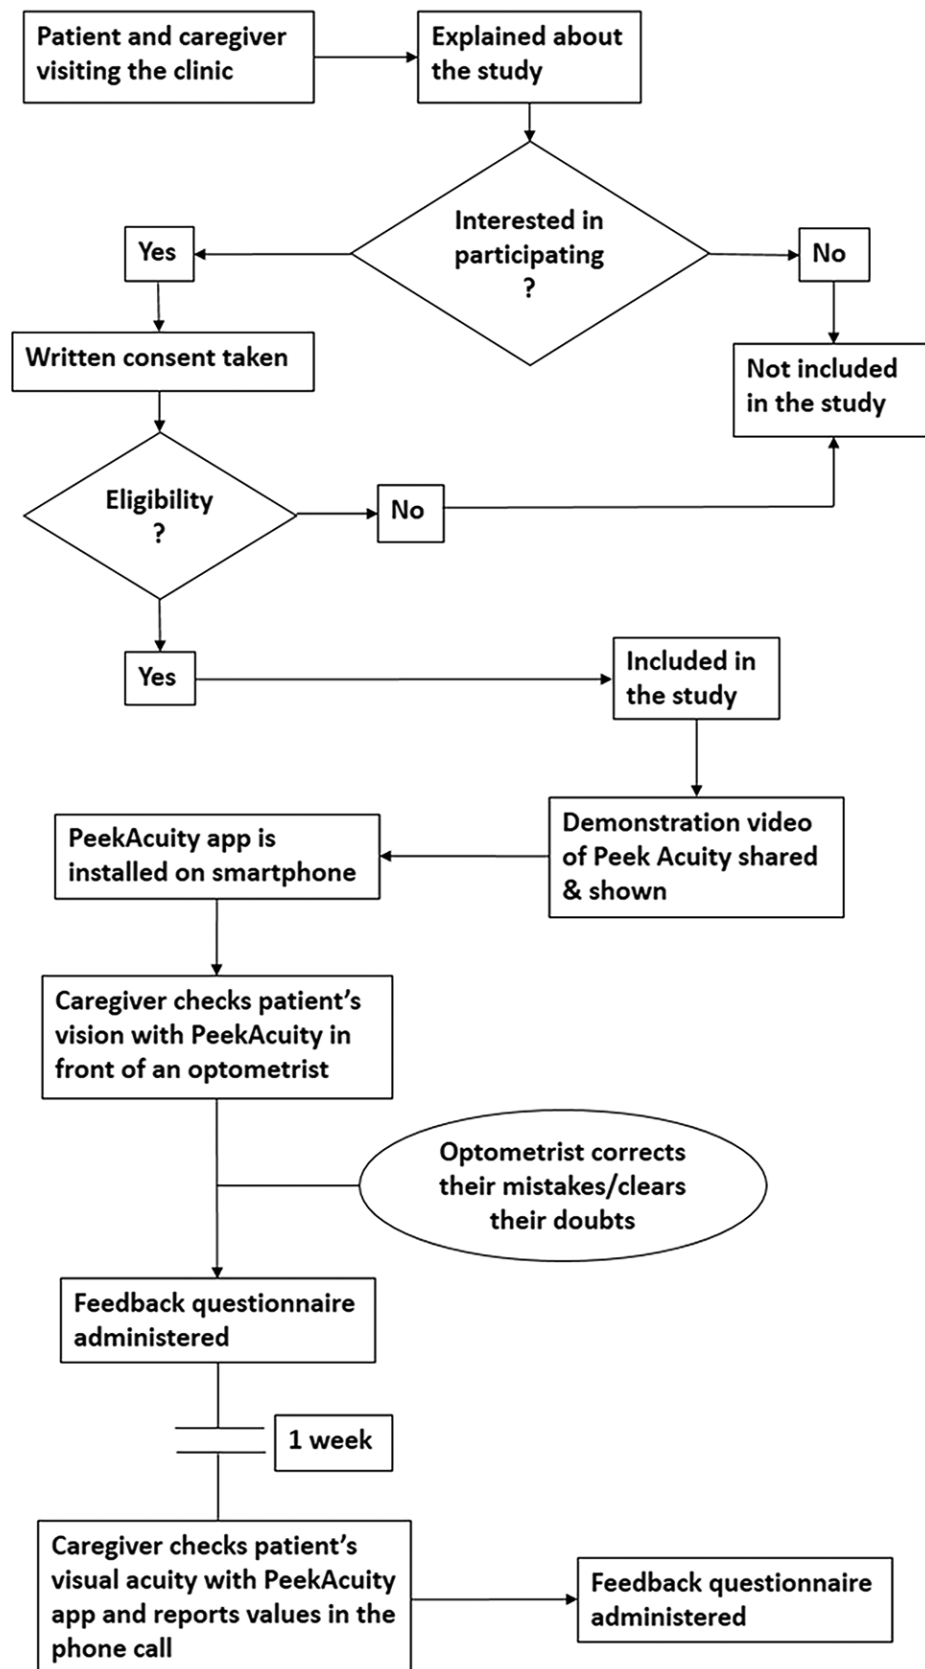 Patient and caregiver
visiting the clinic
Explained about
the study
Interested in
participating
?
Yes
No
Written consent taken
Not included
in the study
Eligibility
?
No
Yes
Included in
the study
Demonstration video
of Peek Acuity shared
& shown
PeekAcuity app is
installed on smartphone
Caregiver checks patient’s
vision with PeekAcuity in
front of an optometrist
Optometrist corrects
their mistakes/clears
their doubts
Feedback questionnaire
administered
1 week
Caregiver checks patient’s
visual acuity with PeekAcuity
app and reports values in the
phone call
Feedback questionnaire
administered